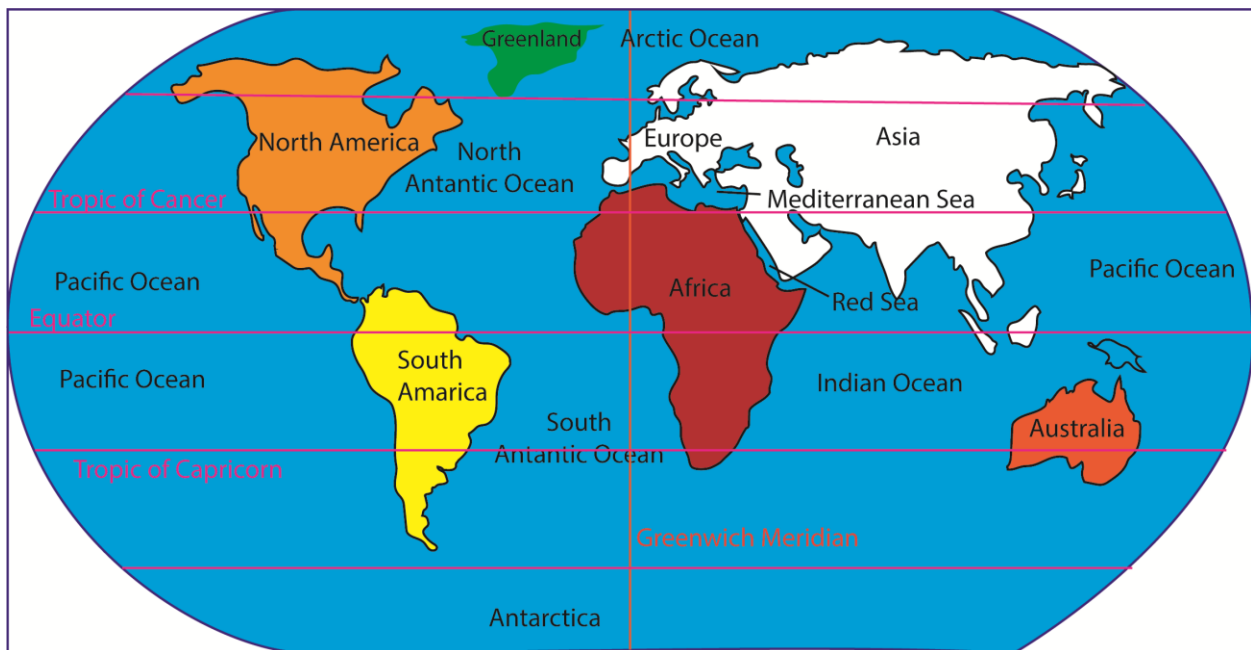 Greenland
Arctic Ocean
North America
Europe
Asia
North
Antantic Ocean
Tropic of Cancer
Mediterranean Sea
Pacific Ocean
Africa
Pacific Ocean
Red Sea
Equator
South
Amarica
Pacific Ocean
Indian Ocean
South
Antantic Ocean
Australia
Tropic of Capricorn
Greenwich Meridian
Antarctica